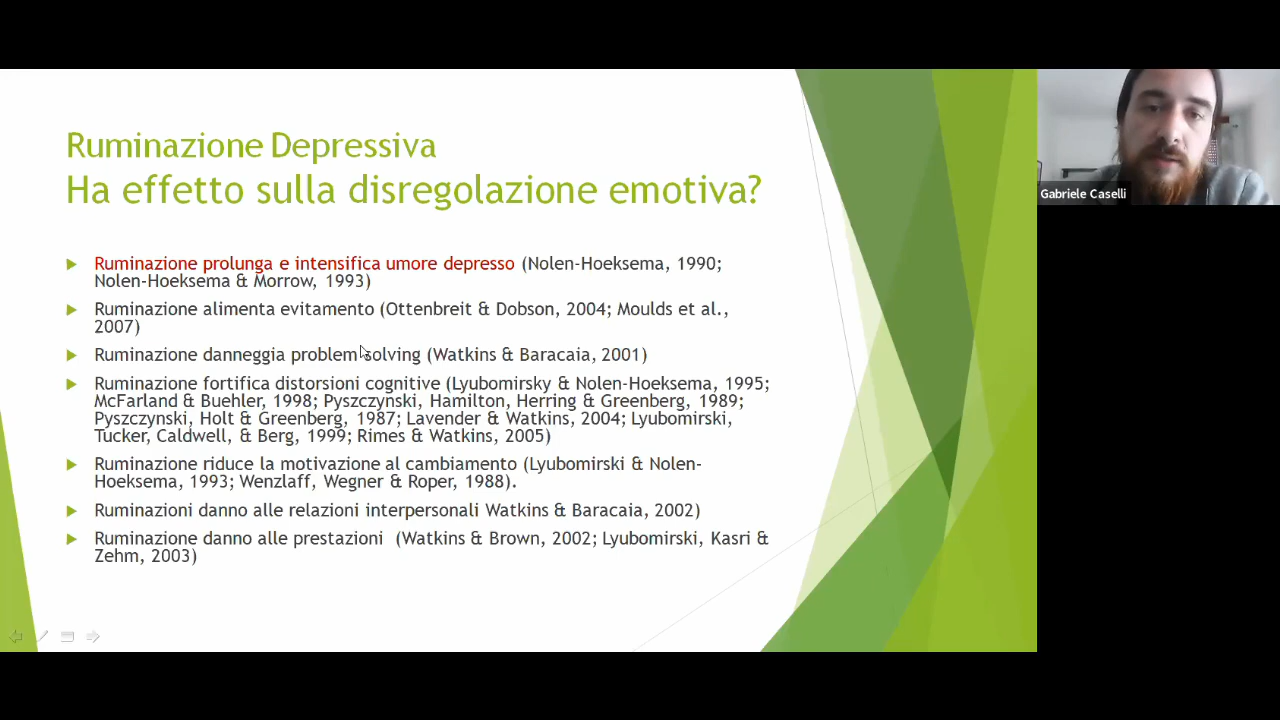 Ruminazione Depressiva
Ha effetto sulla disregolazione emotiva?
Ruminazione prolunga e intensifica umore depresso (Nolen-Hoeksema, 1990;
Nolen-Hoeksema & Morrow, 1993)
Ruminazione alimenta evitamento (Ottenbreit & Dobson, 2004; Moulds et al.,
2007)
Ruminazione danneggia problem solving (Watkins & Baracaia, 2001)
Ruminazione fortifica distorsioni cognitive (Lyubomirsky & Nolen-Hoeksema, 1995;
McFarland & Buehler, 1998; Pyszczynski, Hamilton, Herring & Greenberg, 1989;
Pyszczynski, Holt & Greenberg, 1987; Lavender & Watkins, 2004; Lyubomirski,
Tucker, Caldwell, & Berg, 1999; Rimes & Watkins, 2005)
Ruminazione riduce la motivazione al cambiamento (Lyubomirski & Nolen-
Hoeksema, 1993; Wenzlaff, Wegner & Roper, 1988).
Ruminazioni danno alle relazioni interpersonali Watkins & Baracaia, 2002)
Ruminazione danno alle prestazioni (Watkins & Brown, 2002; Lyubomirski, Kasri &
Zehm, 2003)
Gabriele Caselli